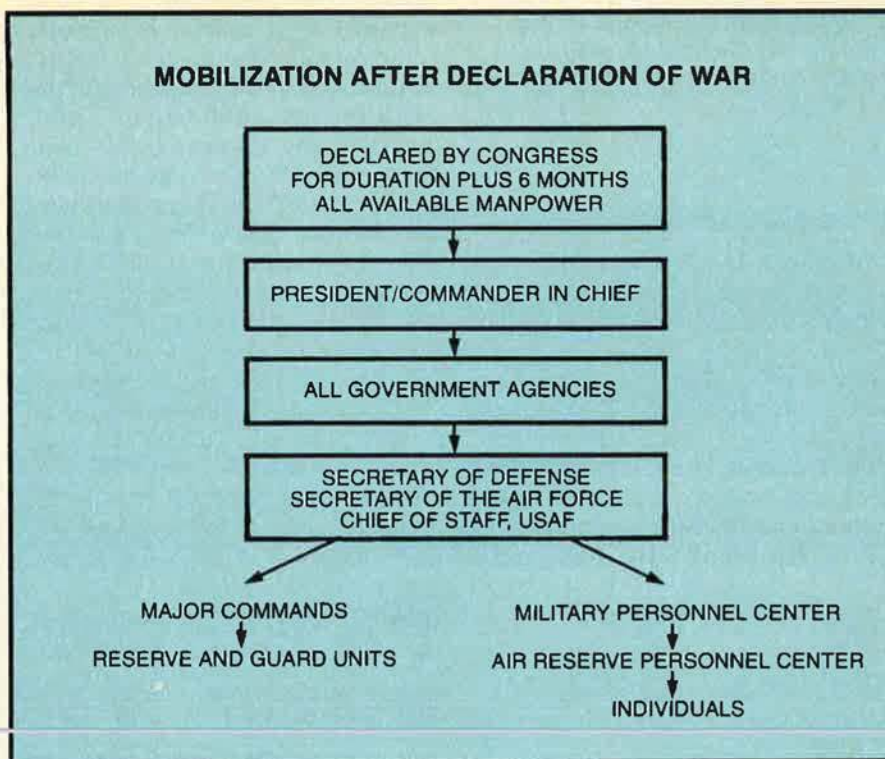 MOBILIZATION AFTER DECLARATION OF WAR
DECLARED BY CONGRESS
FOR DURATION PLUS 6 MONTHS
ALL AVAILABLE MANPOWER
PRESIDENT/COMMANDER IN CHIEF
ALL GOVERNMENT AGENCIES
SECRETARY OF DEFENSE
SECRETARY OF THE AIR FORCE
CHIEF OF STAFF, USAF
MAJOR COMMANDS
RESERVE AND GUARD UNITS
MILITARY PERSONNEL CENTER
AIR RESERVE PERSONNEL CENTER
INDIVIDUALS